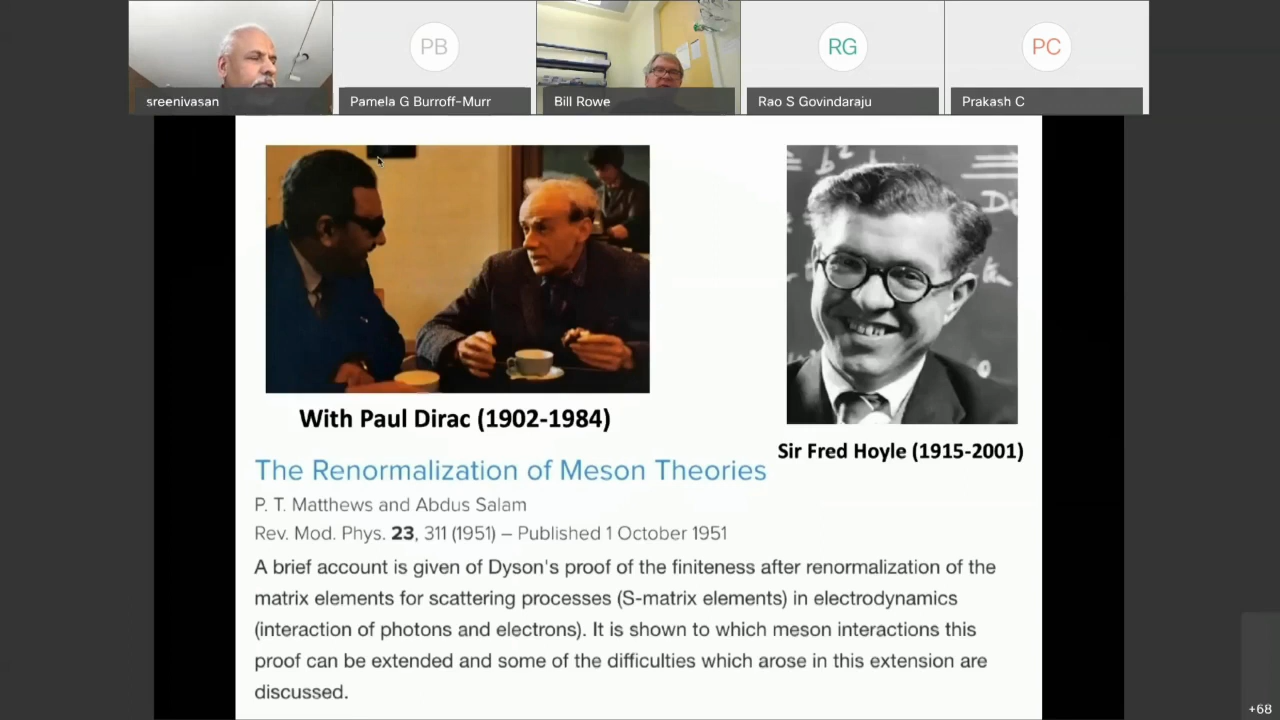 PB
RG
PC
sreenivasan
Pamela G Burroff-Murr
Bill Rowe
Rao S Govindaraju
Prakash C
b²
Di
With Paul Dirac (1902-1984)
Sir Fred Hoyle (1915-2001)
The Renormalization of Meson Theories
P. T. Matthews and Abdus Salam
Rev. Mod. Phys. 23, 311 (1951) – Published 1 October 1951
A brief account is given of Dyson's proof of the finiteness after renormalization of the
matrix elements for scattering processes (S-matrix elements) in electrodynamics
(interaction of photons and electrons). It is shown to which meson interactions this
proof can be extended and some of the difficulties which arose in this extension are
discussed.
+68